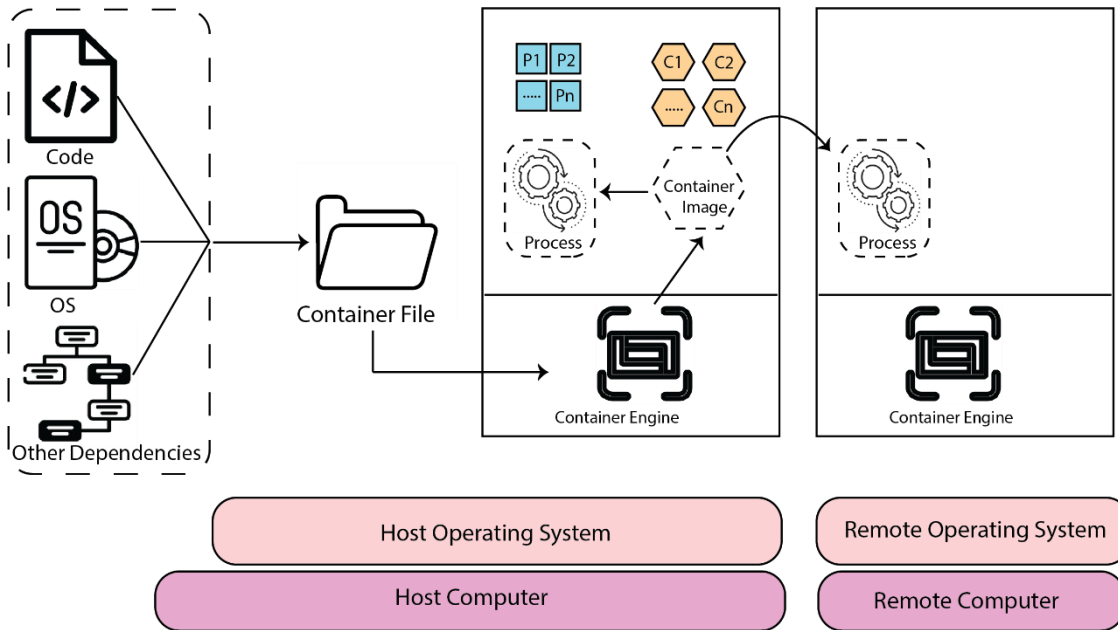 </>
Code
OS
OS
Other Dependencies
Container File
P1 P2
..... Pn
C1 C2
..... Cn
Container
Image
Process
Container Engine
Process
Container Engine
Host Operating System
Remote Operating System
Host Computer
Remote Computer